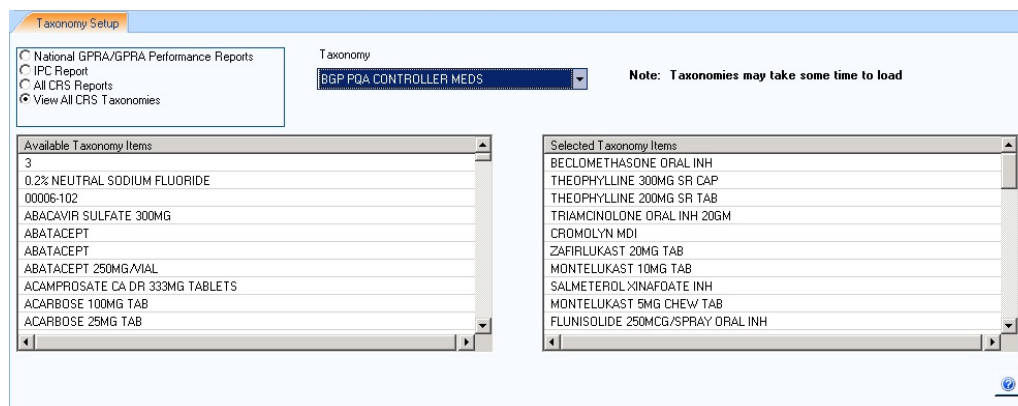 Taxonomy Setup
National GPRA/GPRA Performance Reports
IPC Report
All CRS Reports
View All CRS Taxonomies
Taxonomy
BGP PQA CONTROLLER MEDS
Note: Taxonomies may take some time to load
Available Taxonomy Items
3
0.2% NEUTRAL SODIUM FLUORIDE
00006-102
ABACAVIR SULFATE 300MG
ABATACEPT
ABATACEPT
ABATACEPT 250MG/VIAL
ACAMPROSATE CA DR 333MG TABLETS
ACARBOSE 100MG TAB
ACARBOSE 25MG TAB
Selected Taxonomy Items
BECLOMETHASONE ORAL INH
THEOPHYLLINE 300MG SR CAP
THEOPHYLLINE 200MG SR TAB
TRIAMCINOLONE ORAL INH 20GM
CROMOLYN MDI
ZAFIRLUKAST 20MG TAB
MONTELUKAST 10MG TAB
SALMETEROL XINAFOATE INH
MONTELUKAST 5MG CHEW TAB
FLUNISOLIDE 250MCG/SPRAY ORAL INH
?